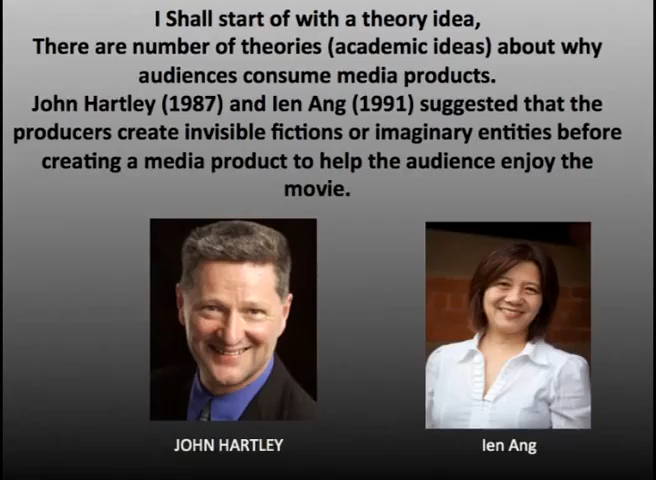 I Shall start of with a theory idea,
There are number of theories (academic ideas) about why
audiences consume media products.
John Hartley (1987) and Ien Ang (1991) suggested that the
producers create invisible fictions or imaginary entities before
creating a media product to help the audience enjoy the
movie.
JOHN HARTLEY
Ien Ang